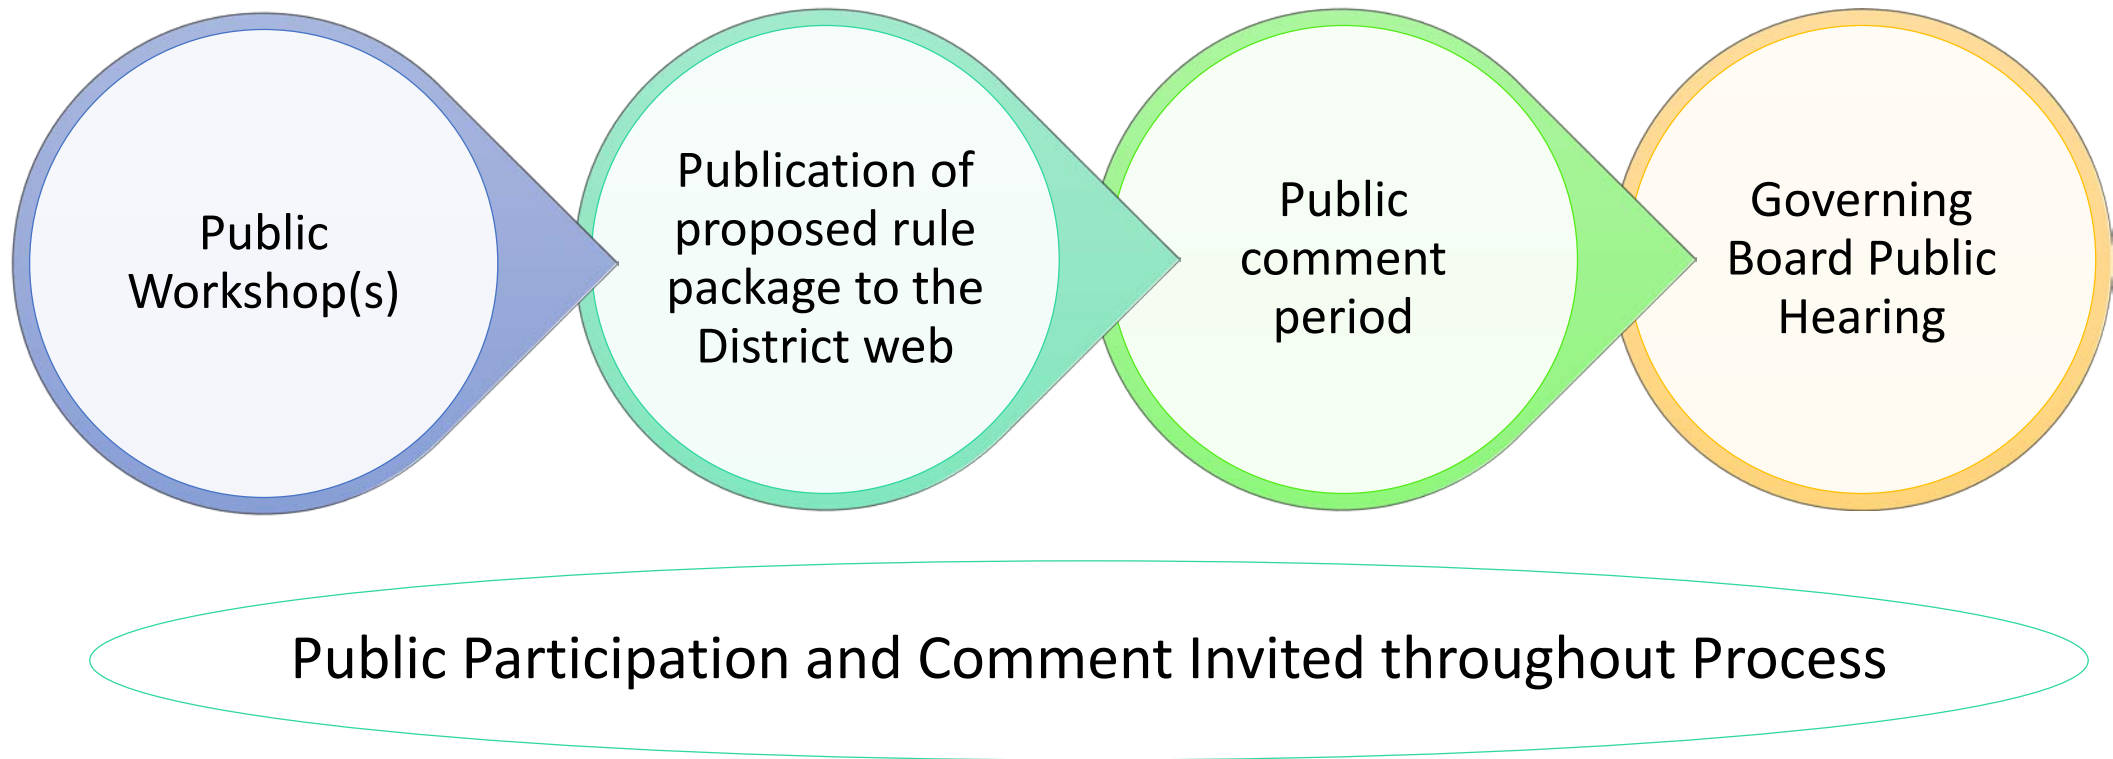 Public
Workshop(s)
Publication of
proposed rule
package to the
District web
Public
comment
period
Governing
Board Public
Hearing
Public Participation and Comment Invited throughout Process